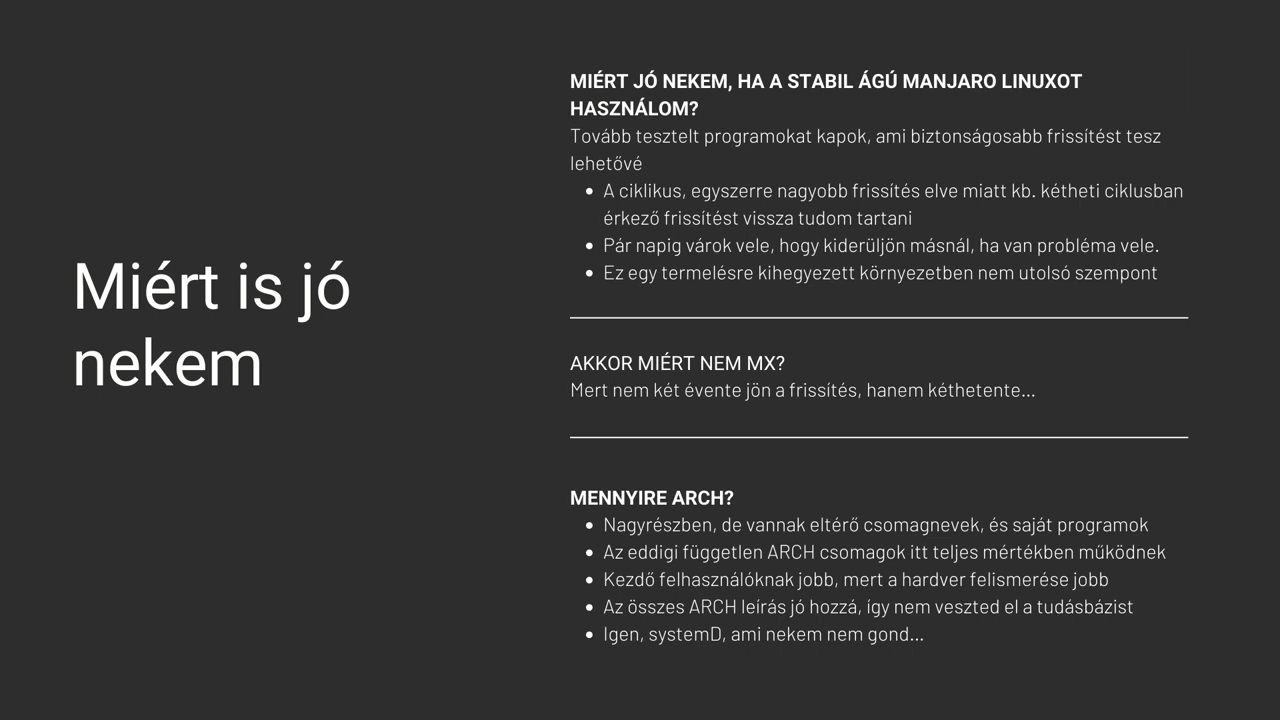 Miért is jó
nekem
MIÉRT JÓ NEKEM, HA A STABIL ÁGÚ MANJARO LINUXOT
HASZNÁLOM?
Tovább tesztelt programokat kapok, ami biztonságosabb frissítést tesz
lehetővé
• A ciklikus, egyszerre nagyobb frissítés elve miatt kb. kétheti ciklusban
érkező frissítést vissza tudom tartani
• Pár napig várok vele, hogy kiderüljön másnál, ha van probléma vele.
• Ez egy termelésre kihegyezett környezetben nem utolsó szempont
AKKOR MIÉRT NEM MX?
Mert nem két évente jön a frissítés, hanem kéthetente...
MENNYIRE ARCH?
• Nagyrészben, de vannak eltérő csomagnevek, és saját programok
• Az eddigi független ARCH csomagok itt teljes mértékben működnek
• Kezdő felhasználóknak jobb, mert a hardver felismerése jobb
• Az összes ARCH leírás jó hozzá, így nem veszted el a tudásbázist
• Igen, systemD, ami nekem nem gond...